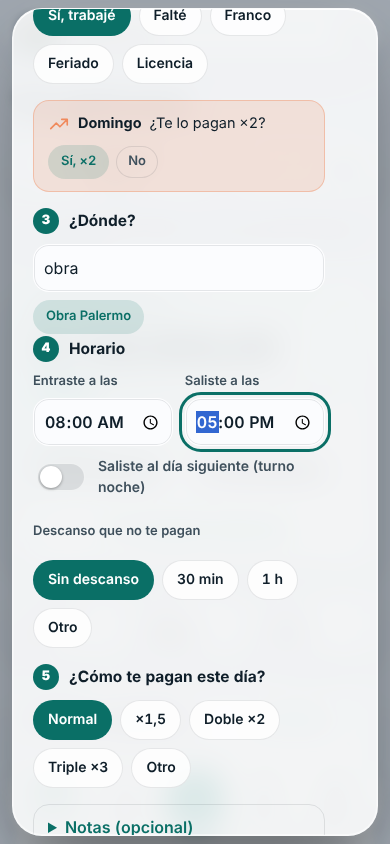 Sí, trabajé Falté Franco
Feriado Licencia
Domingo ¿Te lo pagan ×2?
Sí, ×2 No
3 ¿Dónde?
obra
Obra Palermo
4 Horario
Entraste a las Saliste a las
08:00 AM 05:00 PM
Saliste al día siguiente (turno
noche)
Descanso que no te pagan
Sin descanso 30 min 1 h
Otro
5 ¿Cómo te pagan este día?
Normal ×1,5 Doble ×2
Triple ×3 Otro
Notas (opcional)